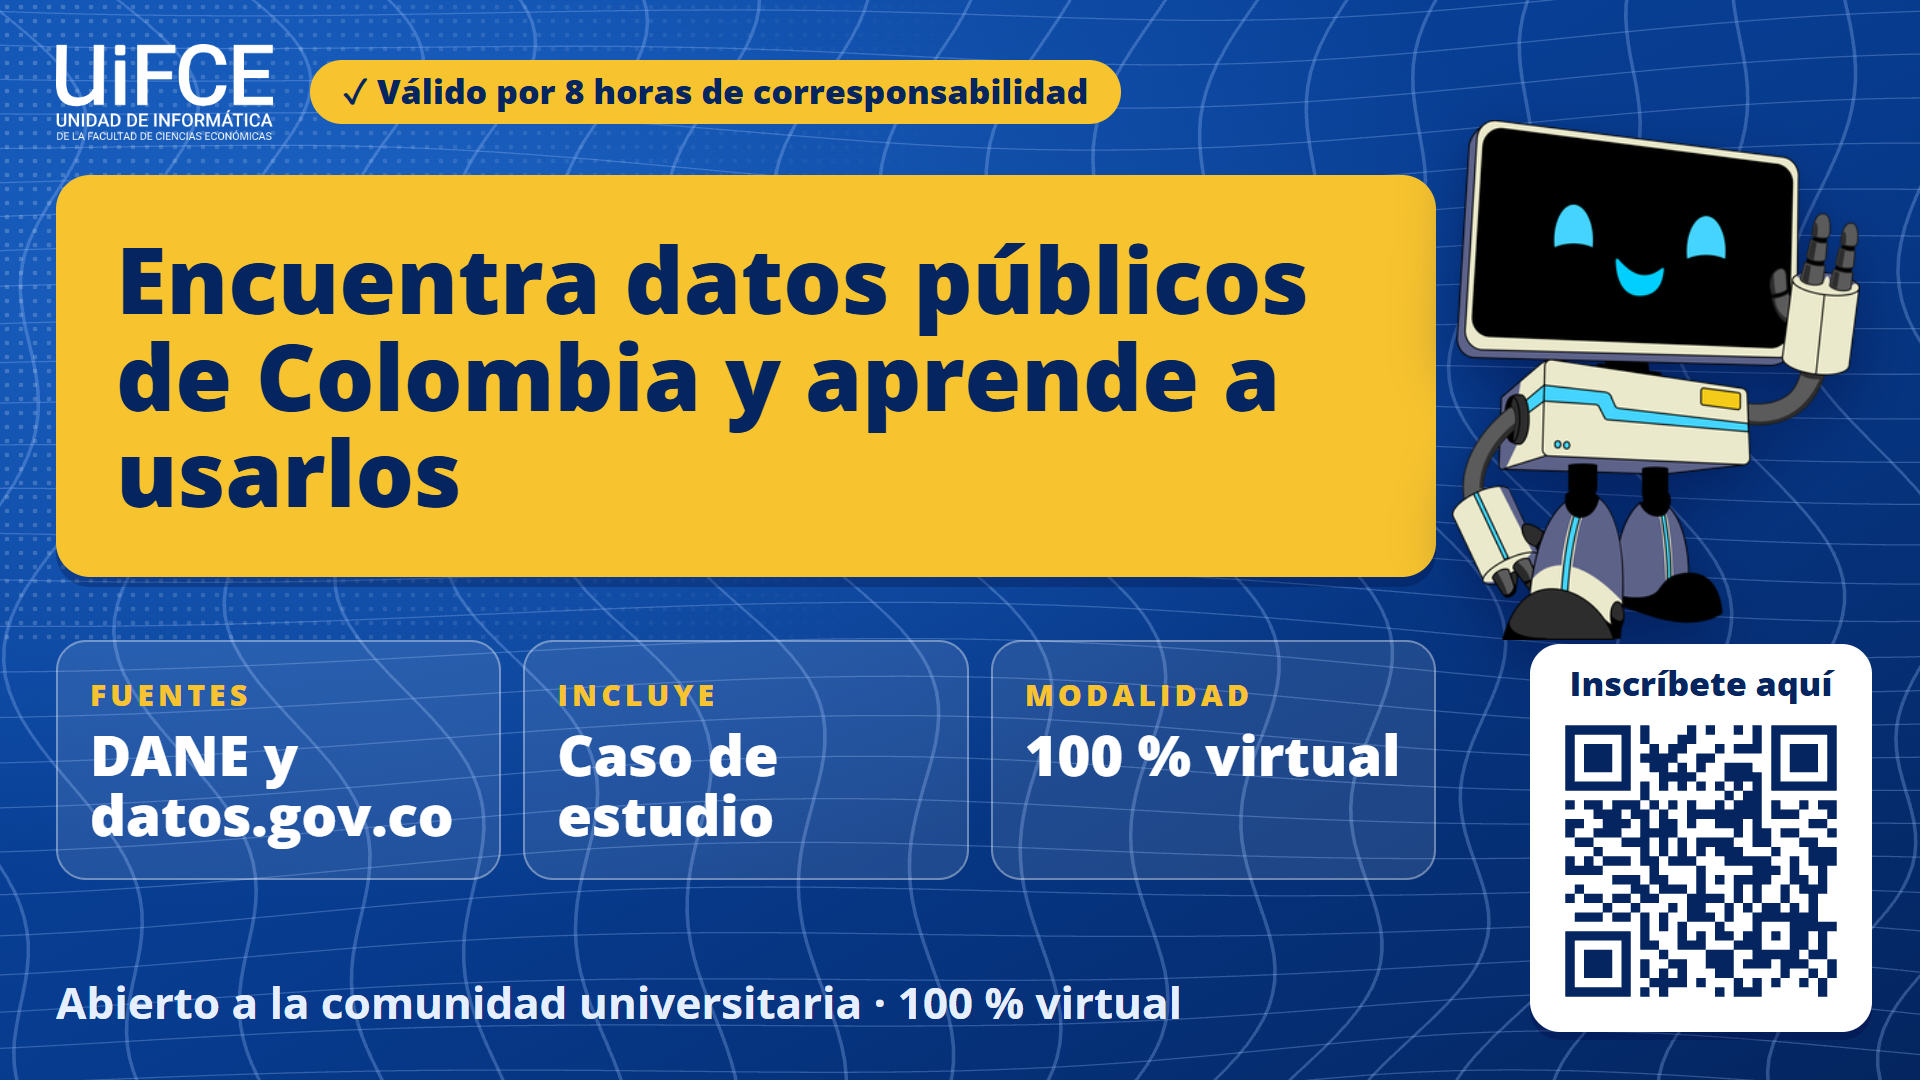 UiFCE
UNIDAD DE INFORMÁTICA
DE LA FACULTAD DE CIENCIAS ECONÓMICAS
✓ Válido por 8 horas de corresponsabilidad
Encuentra datos públicos
de Colombia y aprende a
usarlos
FUENTES
DANE y
datos.gov.co
INCLUYE
Caso de
estudio
MODALIDAD
100 % virtual
Inscríbete aquí
Abierto a la comunidad universitaria · 100 % virtual